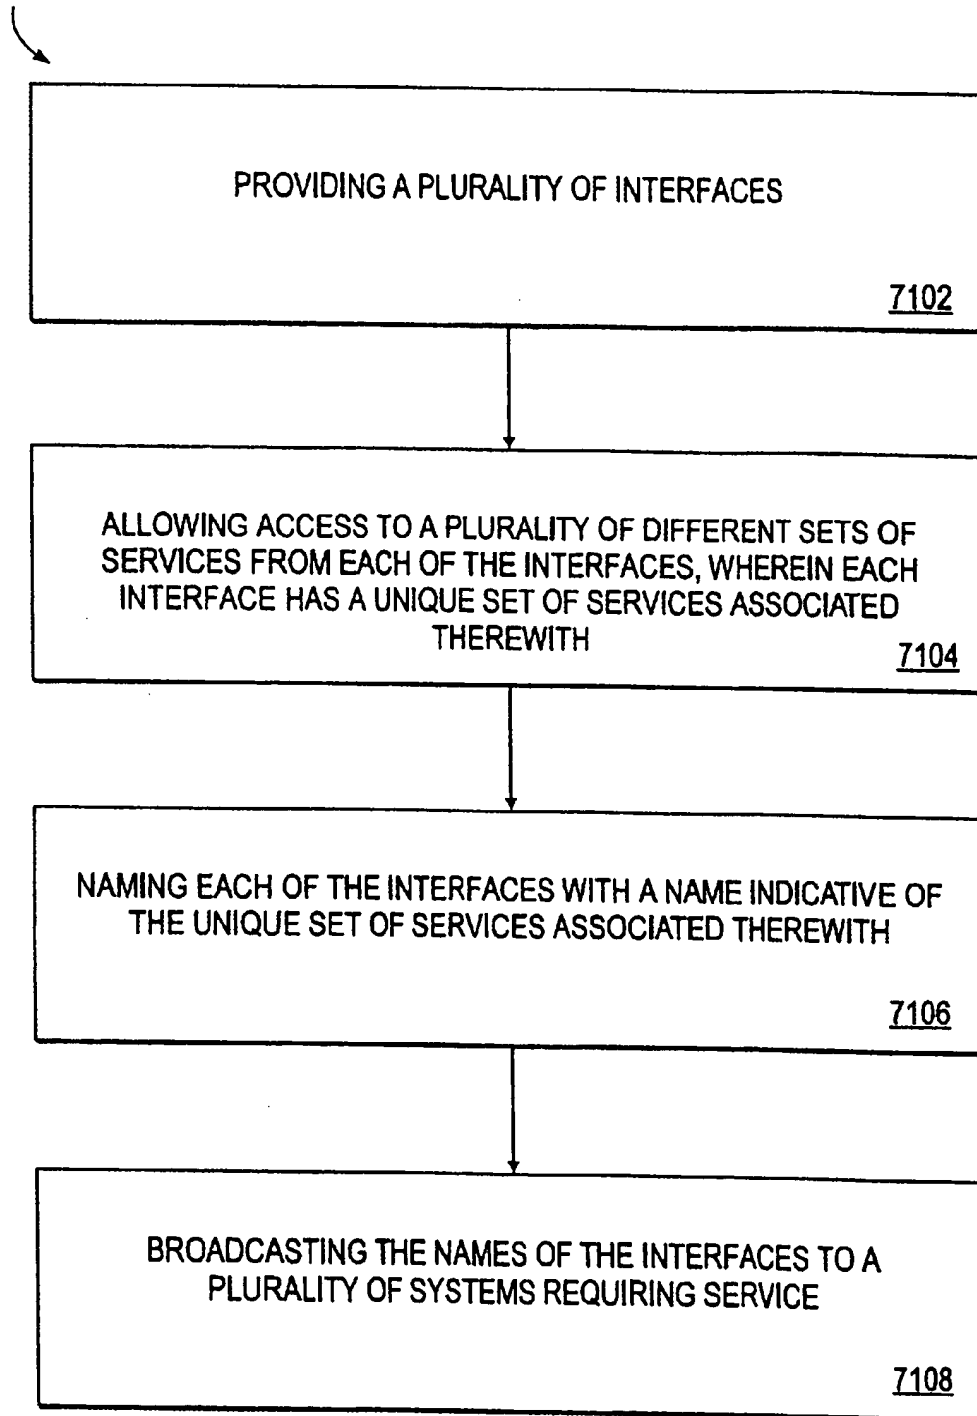 PROVIDING A PLURALITY OF INTERFACES
7102
ALLOWING ACCESS TO A PLURALITY OF DIFFERENT SETS OF
SERVICES FROM EACH OF THE INTERFACES, WHEREIN EACH
INTERFACE HAS A UNIQUE SET OF SERVICES ASSOCIATED
THEREWITH
7104
NAMING EACH OF THE INTERFACES WITH A NAME INDICATIVE OF
THE UNIQUE SET OF SERVICES ASSOCIATED THEREWITH
7106
BROADCASTING THE NAMES OF THE INTERFACES TO A
PLURALITY OF SYSTEMS REQUIRING SERVICE
7108